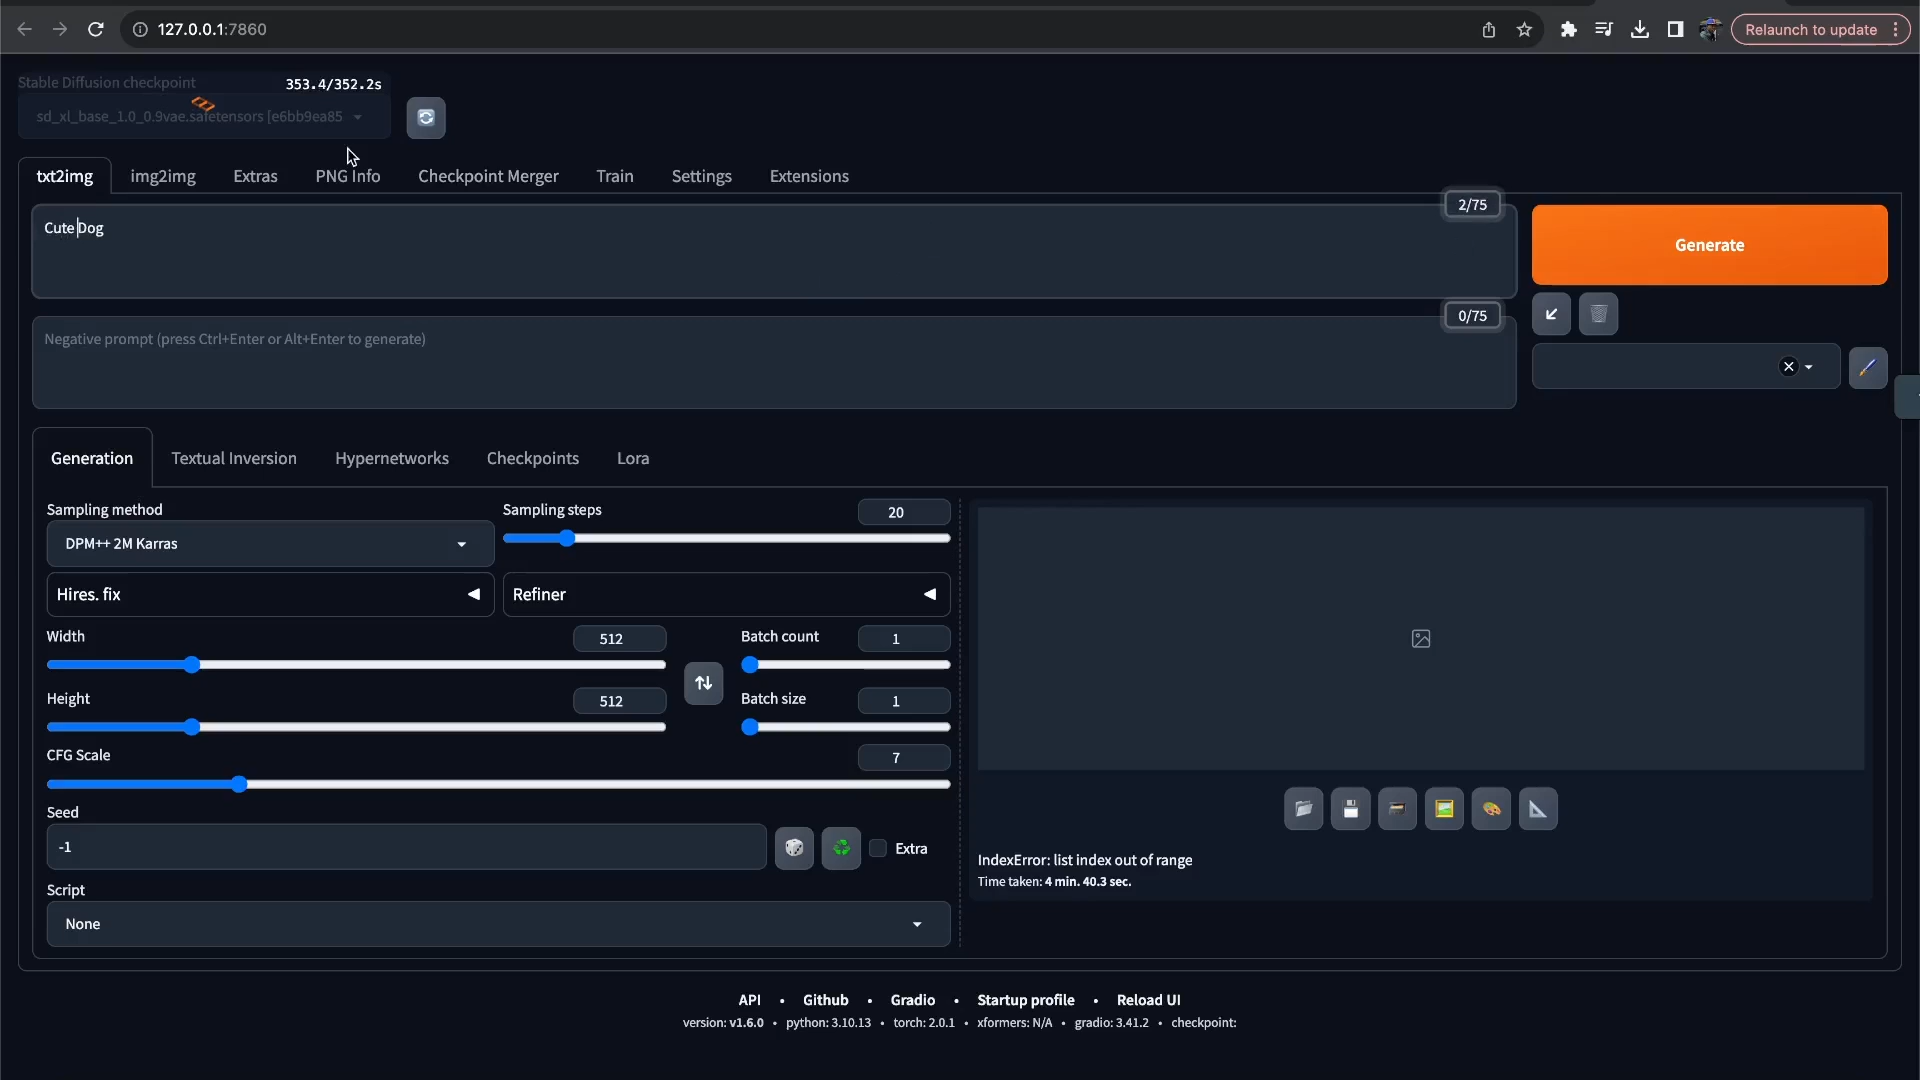 127.0.0.1:7860
Relaunch to update
Stable Diffusion checkpoint
353.4/352.2s
sd_xl_base_1.0_0.9vae.safetensors [e6bb9ea85
txt2img img2img Extras PNG Info Checkpoint Merger Train Settings Extensions
2/75
Cute Dog
Generate
0/75
Negative prompt (press Ctrl+Enter or Alt+Enter to generate)
Generation Textual Inversion Hypernetworks Checkpoints Lora
Sampling method
DPM++ 2M Karras
Sampling steps
20
Hires. fix
Refiner
Width
512
Batch count
1
Height
512
Batch size
1
CFG Scale
7
Seed
-1
Extra
Script
None
IndexError: list index out of range
Time taken: 4 min. 40.3 sec.
API • Github • Gradio • Startup profile • Reload UI
version: v1.6.0 • python: 3.10.13 • torch: 2.0.1 • xformers: N/A • gradio: 3.41.2 • checkpoint: